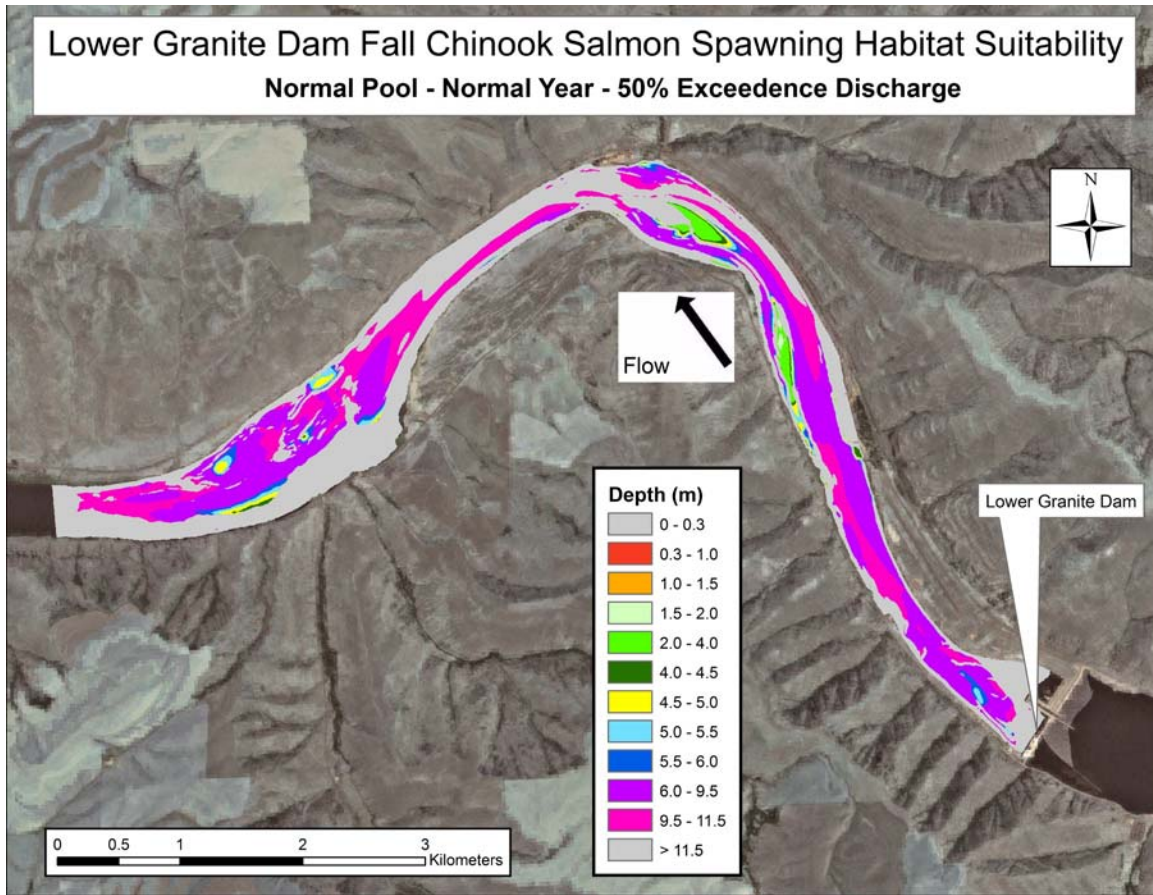 Lower Granite Dam Fall Chinook Salmon Spawning Habitat Suitability
Normal Pool - Normal Year - 50% Exceedence Discharge
N
Flow
Lower Granite Dam
Depth (m)
0 - 0.3
0.3 - 1.0
1.0 - 1.5
1.5 - 2.0
2.0 - 4.0
4.0 - 4.5
4.5 - 5.0
5.0 - 5.5
5.5 - 6.0
6.0 - 9.5
9.5 - 11.5
> 11.5
0 0.5 1 2 3
Kilometers